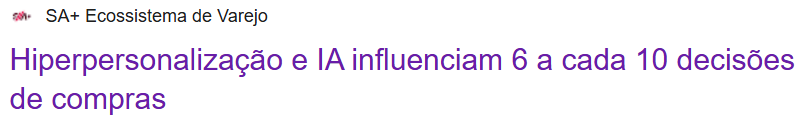 SA+ Ecossistema de Varejo
Hiperpersonalização e IA influenciam 6 a cada 10 decisões
de compras